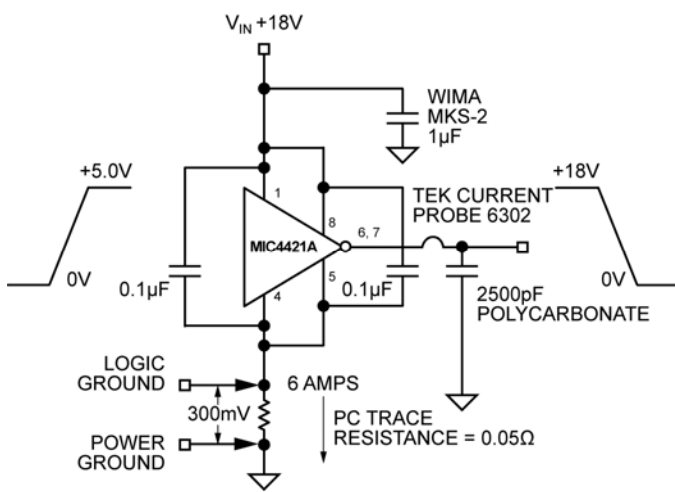 V_IN +18V
WIMA
MKS-2
1µF
+5.0V
0V
0.1µF
1
8
MIC4421A
6, 7
5
4
0.1µF
TEK CURRENT
PROBE 6302
+18V
0V
2500pF
POLYCARBONATE
LOGIC
GROUND
300mV
POWER
GROUND
6 AMPS
PC TRACE
RESISTANCE = 0.05Ω